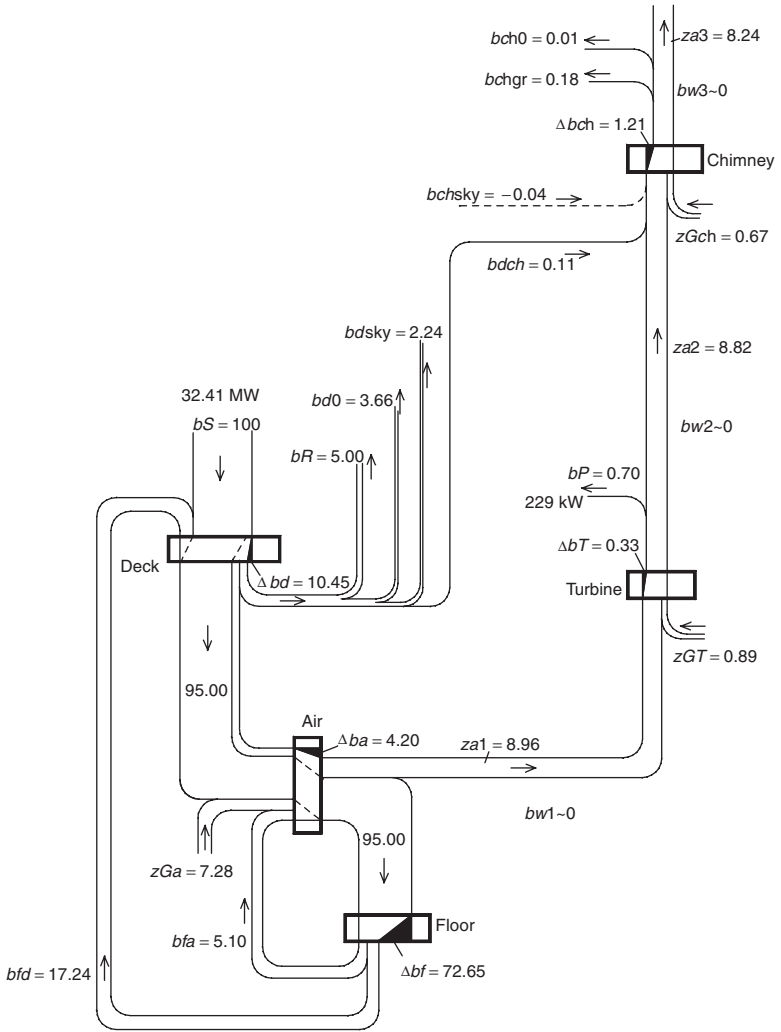 bch0 = 0.01
za3 = 8.24
bchgr = 0.18
bw3~0
Δbch = 1.21
Chimney
bchsky = −0.04
zGch = 0.67
bdch = 0.11
bdsky = 2.24
za2 = 8.82
32.41 MW
bd0 = 3.66
bS = 100
bw2~0
bR = 5.00
bP = 0.70
229 kW
ΔbT = 0.33
Deck
Δbd = 10.45
Turbine
zGT = 0.89
95.00
Air
Δba = 4.20
za1 = 8.96
bw1~0
95.00
zGa = 7.28
Floor
bfa = 5.10
Δbf = 72.65
bfd = 17.24